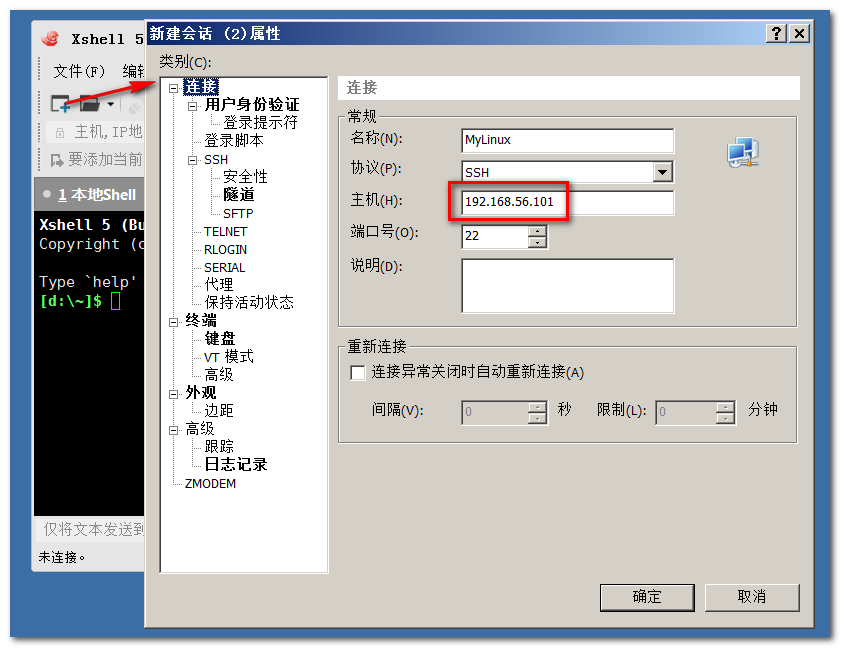 Xshell 5
文件(F) 编辑
主机,IP地
要添加当前
1 本地Shell
Xshell 5 (Bu
Copyright (c
Type `help'
[d:\~]$
仅将文本发送到
未连接。
新建会话 (2)属性
类别(C):
连接
用户身份验证
登录提示符
登录脚本
SSH
安全性
隧道
SFTP
TELNET
RLOGIN
SERIAL
代理
保持活动状态
终端
键盘
VT 模式
高级
外观
边距
高级
跟踪
日志记录
ZMODEM
连接
常规
名称(N): MyLinux
协议(P): SSH
主机(H): 192.168.56.101
端口号(O): 22
说明(D):
重新连接
连接异常关闭时自动重新连接(A)
间隔(V): 0 秒 限制(L): 0 分钟
确定 取消